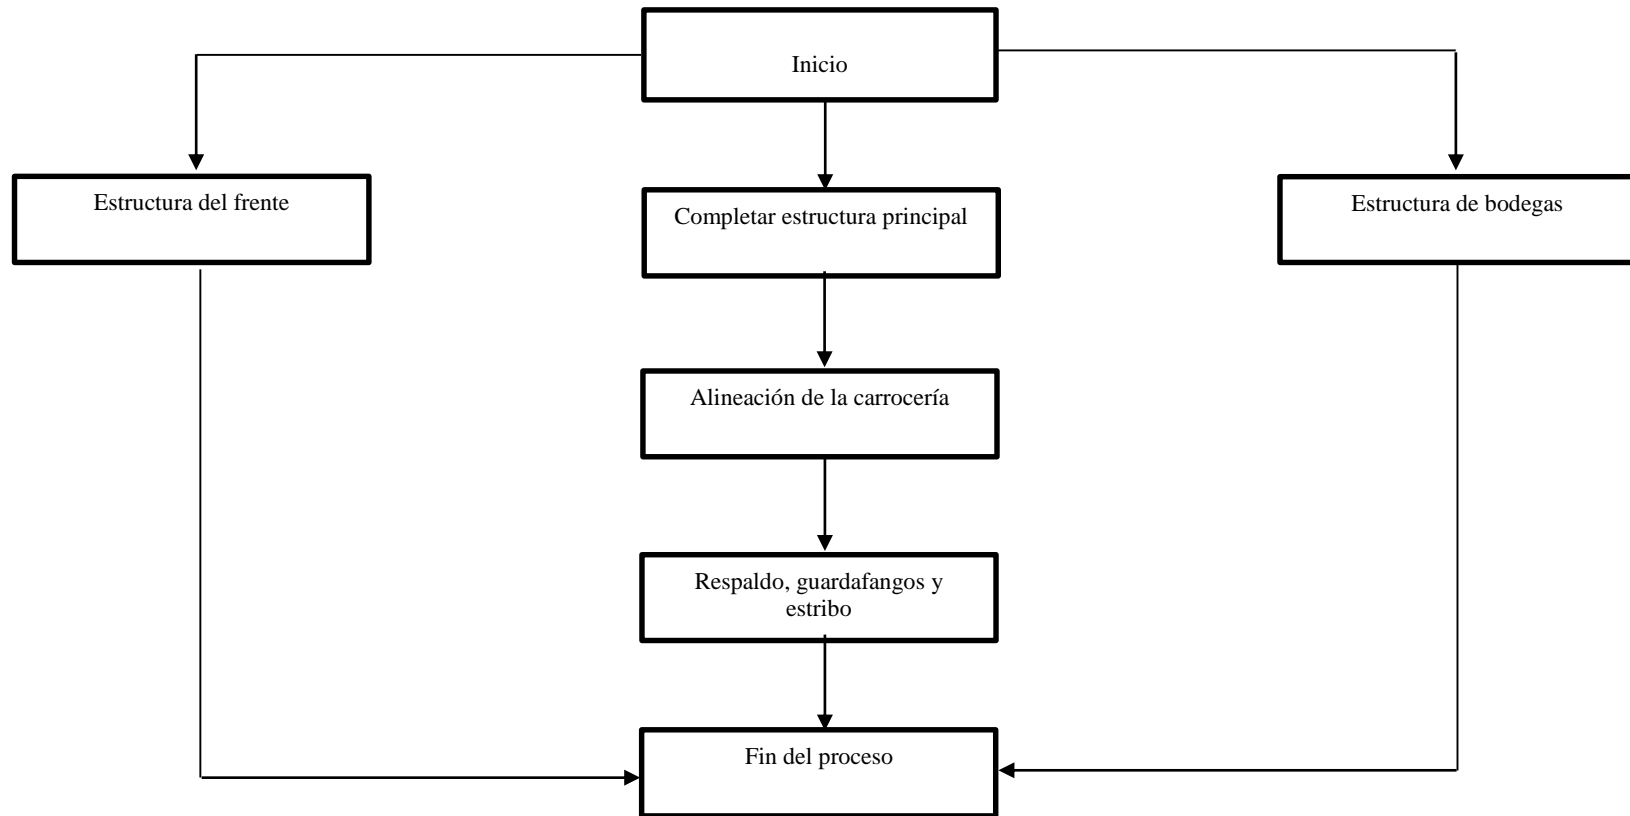 Inicio
Estructura del frente
Completar estructura principal
Estructura de bodegas
Alineación de la carrocería
Respaldo, guardafangos y
estribo
Fin del proceso